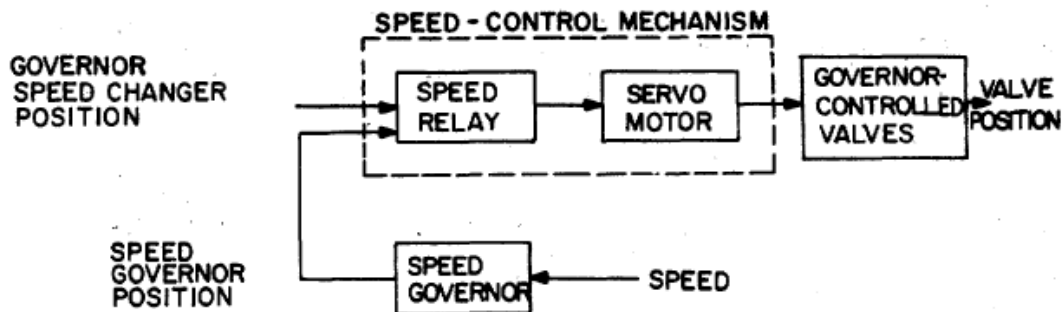 SPEED - CONTROL MECHANISM
GOVERNOR
SPEED CHANGER
POSITION
SPEED
RELAY
SERVO
MOTOR
GOVERNOR-
CONTROLLED
VALVES
VALVE
POSITION
SPEED
GOVERNOR
POSITION
SPEED
GOVERNOR
SPEED